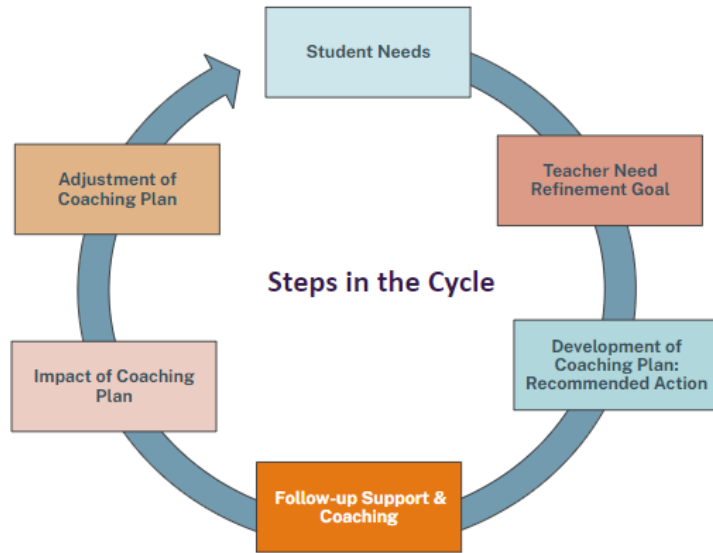 Student Needs
Teacher Need
Refinement Goal
Development of
Coaching Plan:
Recommended Action
Follow-up Support &
Coaching
Impact of Coaching
Plan
Adjustment of
Coaching Plan
Steps in the Cycle